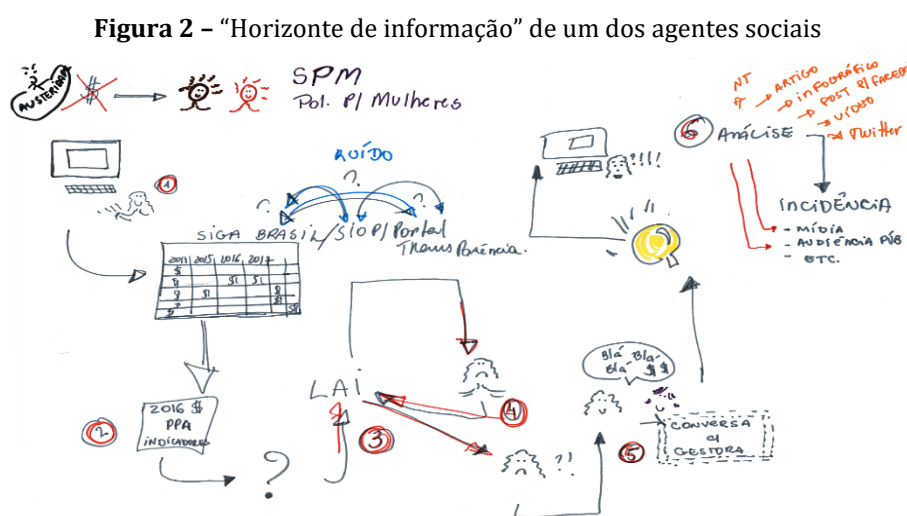 Figura 2 – “Horizonte de informação” de um dos agentes sociais
AUSTERIDADE
$
SPM
Pol. P/ Mulheres
1
RUÍDO
?
?
?
SIGA BRASIL/SIOP/Portal
Transparência.
2011 2015 2016 2017
2
2016 $
PPA
INDICADORES
?
LAI
3
4
?!
Blá Blá
Blá $$
5
CONVERSA
c/
GESTORA
?!!!
6
ANÁLISE
NT
ARTIGO
INFOGRÁFICO
POST P/ FACEBO
VÍDEO
Twitter
INCIDÊNCIA
- MÍDIA
- AUDIÊNCIA PÚB
- ETC.